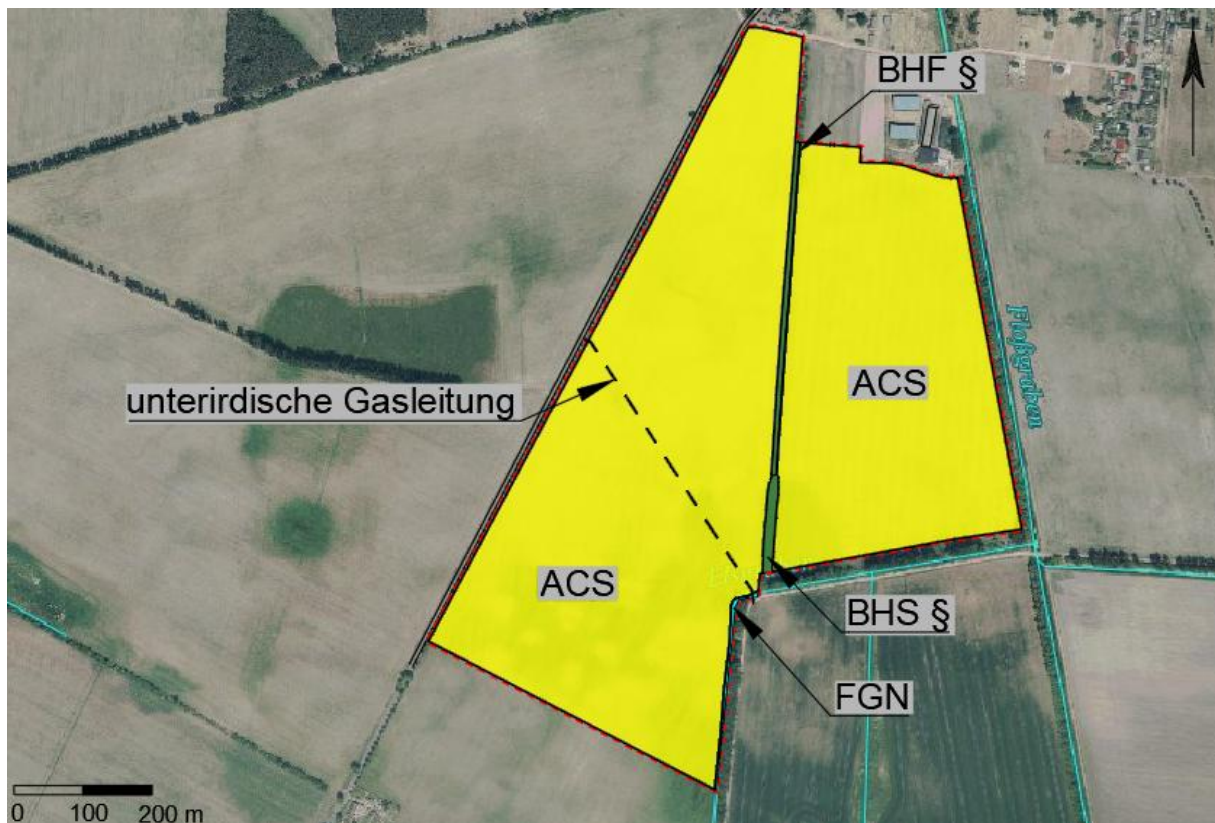 BHF §
Floßgraben
ACS
unterirdische Gasleitung
ACS
BHS §
FGN
0 100 200 m